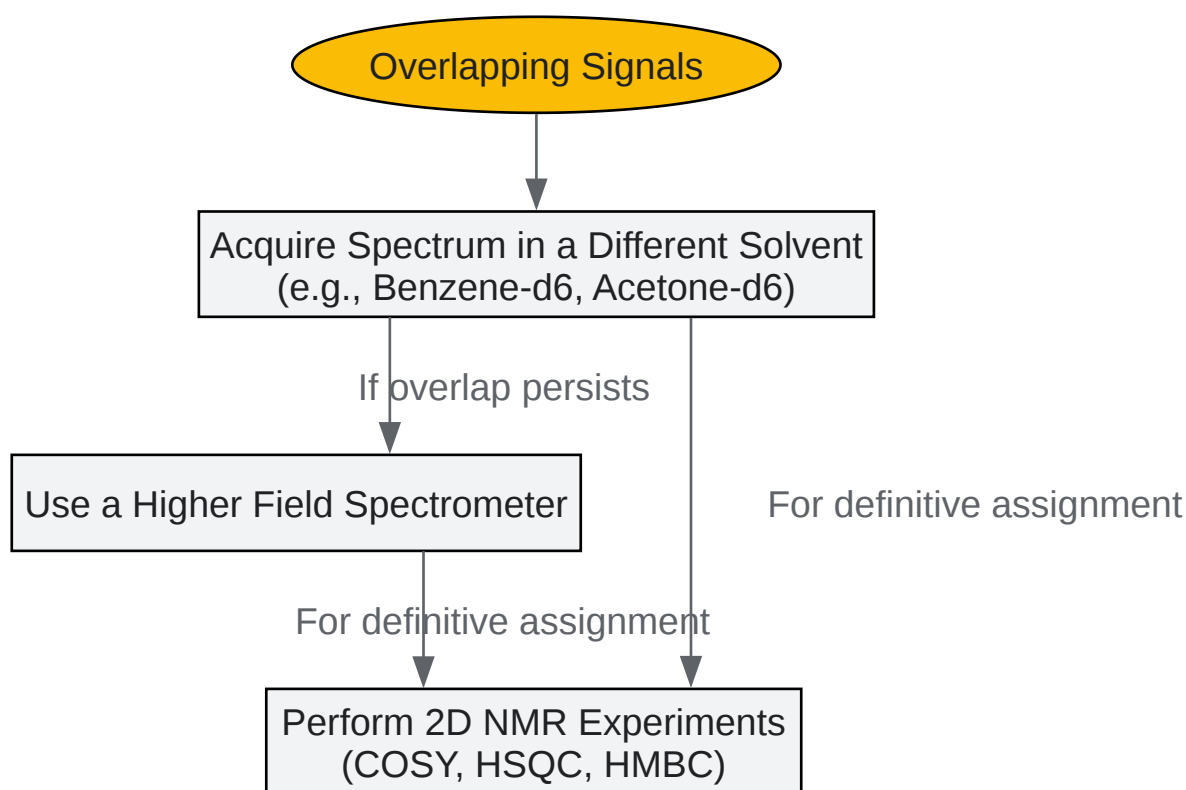 Overlapping Signals
Acquire Spectrum in a Different Solvent
(e.g., Benzene-d6, Acetone-d6)
If overlap persists
Use a Higher Field Spectrometer
For definitive assignment
For definitive assignment
Perform 2D NMR Experiments
(COSY, HSQC, HMBC)